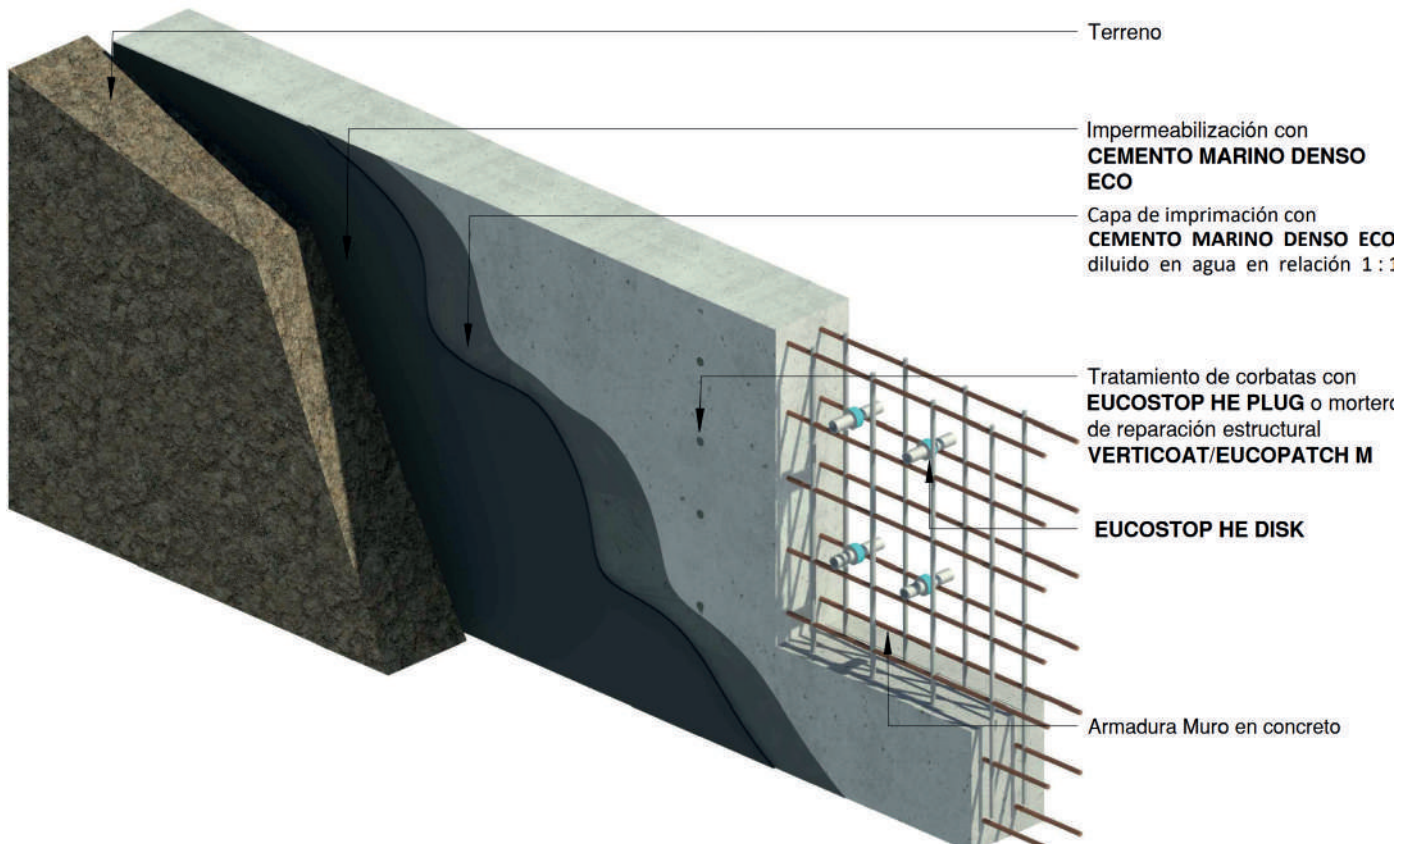 Terreno
Impermeabilización con
CEMENTO MARINO DENSO
ECO
Capa de imprimación con
CEMENTO MARINO DENSO ECO
diluido en agua en relación 1 : 1
Tratamiento de corbatas con
EUCOSTOP HE PLUG o mortero
de reparación estructural
VERTICOAT/EUCOPATCH M
EUCOSTOP HE DISK
Armadura Muro en concreto